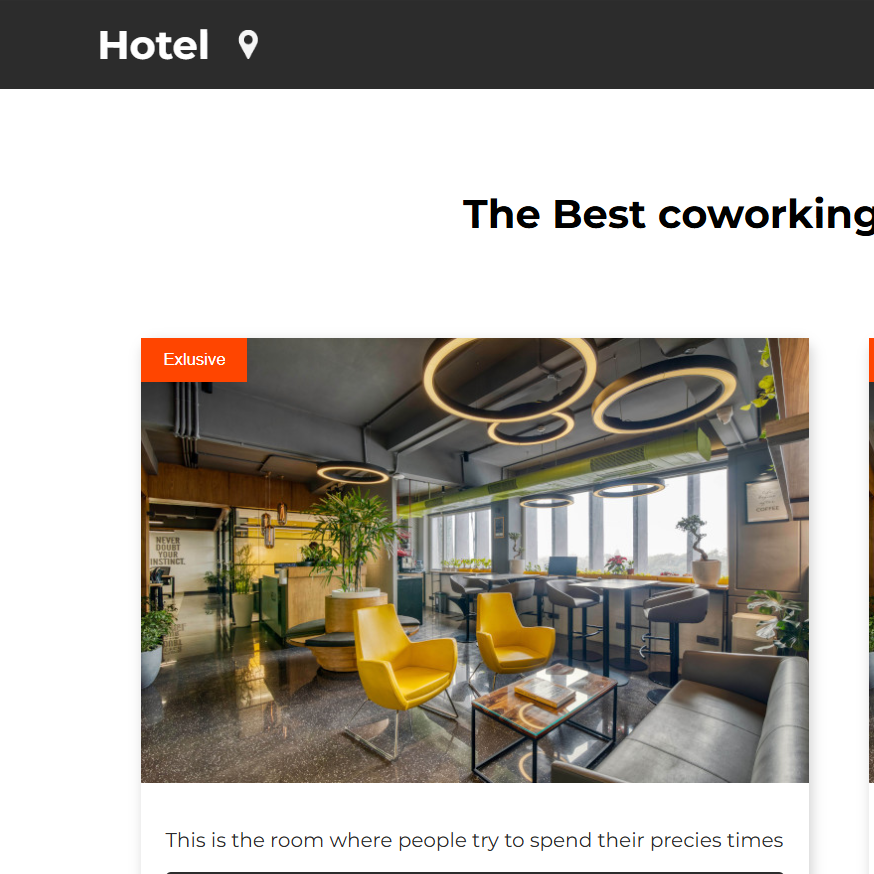 Hotel
The Best coworking
Exlusive
NEVER
DOUBT
YOUR
INSTINCT.
COFFEE
This is the room where people try to spend their precies times